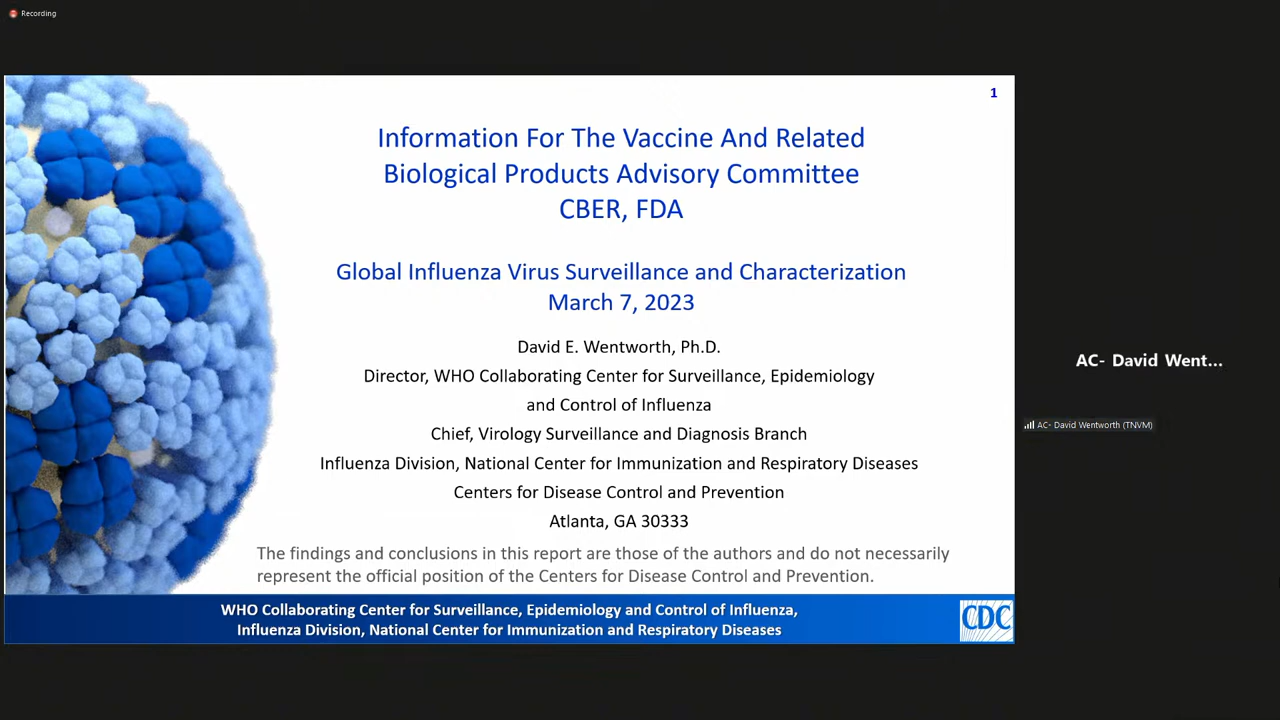 Recording
1
Information For The Vaccine And Related
Biological Products Advisory Committee
CBER, FDA
Global Influenza Virus Surveillance and Characterization
March 7, 2023
David E. Wentworth, Ph.D.
Director, WHO Collaborating Center for Surveillance, Epidemiology
and Control of Influenza
Chief, Virology Surveillance and Diagnosis Branch
Influenza Division, National Center for Immunization and Respiratory Diseases
Centers for Disease Control and Prevention
Atlanta, GA 30333
The findings and conclusions in this report are those of the authors and do not necessarily
represent the official position of the Centers for Disease Control and Prevention.
WHO Collaborating Center for Surveillance, Epidemiology and Control of Influenza,
Influenza Division, National Center for Immunization and Respiratory Diseases
CDC
AC- David Went...
AC- David Wentworth (TNVM)